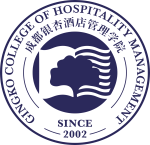 GINGKO COLLEGE OF HOSPITALITY MANAGEMENT
成都银杏酒店管理学院
SINCE
2002